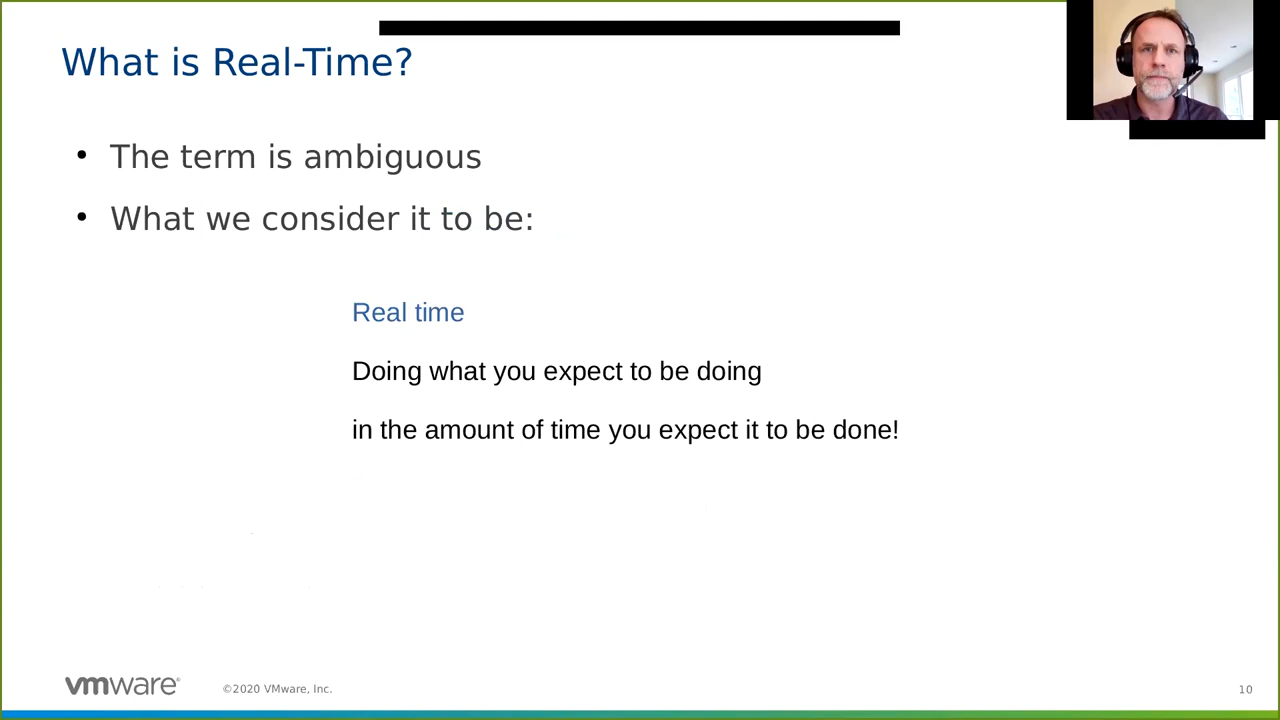 What is Real-Time?
• The term is ambiguous
• What we consider it to be:
Real time
Doing what you expect to be doing
in the amount of time you expect it to be done!
vmware®
©2020 VMware, Inc.
10